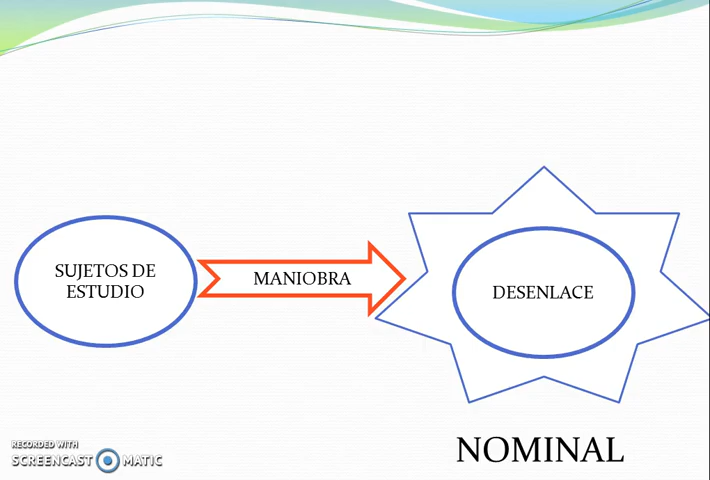 SUJETOS DE
ESTUDIO
MANIOBRA
DESENLACE
NOMINAL
RECORDED WITH
SCREENCAST MATIC